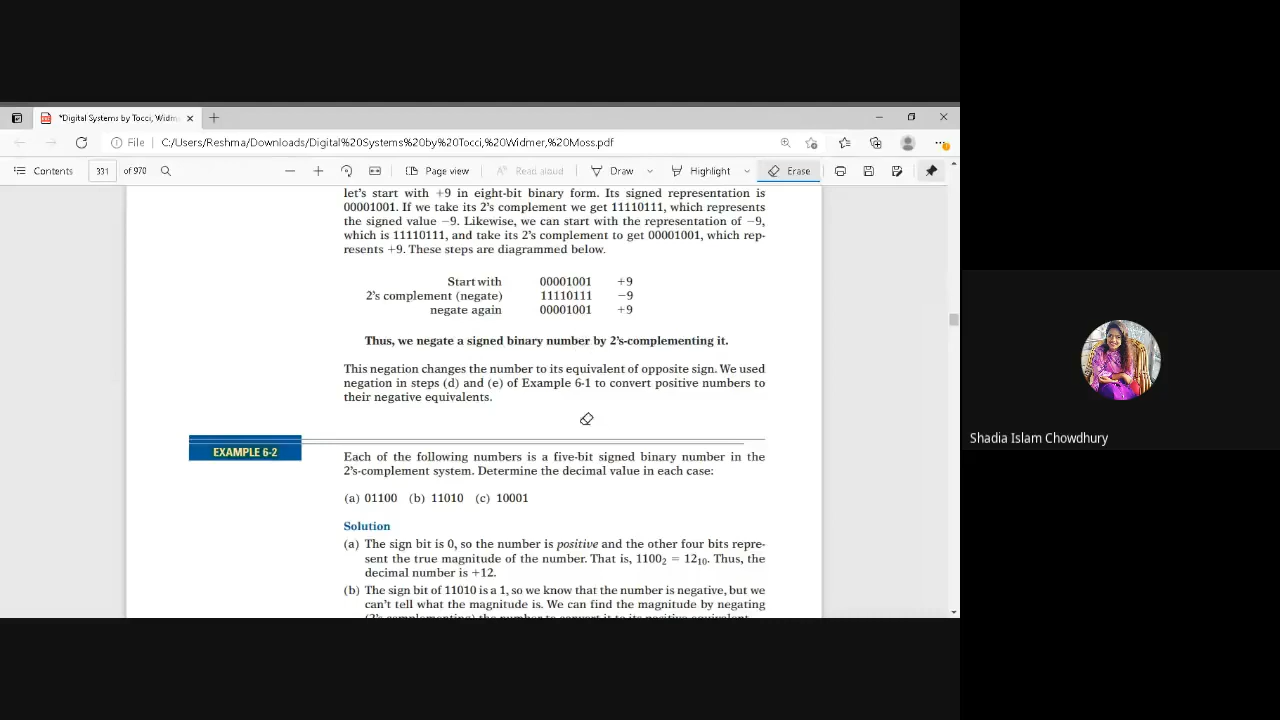 *Digital Systems by Tocci, Widm
File
C:/Users/Reshma/Downloads/Digital%20Systems%20by%20Tocci,%20Widmer,%20Moss.pdf
Contents
331
of 970
Page view
Read aloud
Draw
Highlight
Erase
let's start with +9 in eight-bit binary form. Its signed representation is
00001001. If we take its 2's complement we get 11110111, which represents
the signed value −9. Likewise, we can start with the representation of −9,
which is 11110111, and take its 2's complement to get 00001001, which rep-
resents +9. These steps are diagrammed below.
Start with 00001001 +9
2's complement (negate) 11110111 −9
negate again 00001001 +9
Thus, we negate a signed binary number by 2's-complementing it.
This negation changes the number to its equivalent of opposite sign. We used
negation in steps (d) and (e) of Example 6-1 to convert positive numbers to
their negative equivalents.
EXAMPLE 6-2
Each of the following numbers is a five-bit signed binary number in the
2's-complement system. Determine the decimal value in each case:
(a) 01100 (b) 11010 (c) 10001
Solution
(a) The sign bit is 0, so the number is positive and the other four bits repre-
sent the true magnitude of the number. That is, 1100₂ = 12₁₀. Thus, the
decimal number is +12.
(b) The sign bit of 11010 is a 1, so we know that the number is negative, but we
can't tell what the magnitude is. We can find the magnitude by negating
(2's-complementing) the number to convert it to its positive equivalent.
Shadia Islam Chowdhury